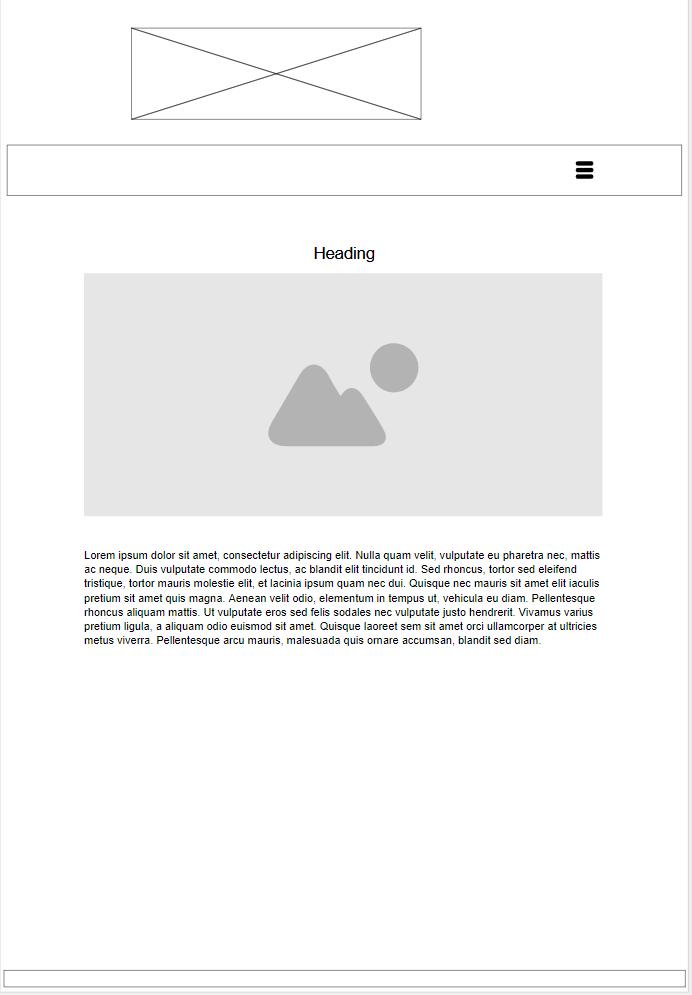 Heading
Lorem ipsum dolor sit amet, consectetur adipiscing elit. Nulla quam velit, vulputate eu pharetra nec, mattis
ac neque. Duis vulputate commodo lectus, ac blandit elit tincidunt id. Sed rhoncus, tortor sed eleifend
tristique, tortor mauris molestie elit, et lacinia ipsum quam nec dui. Quisque nec mauris sit amet elit iaculis
pretium sit amet quis magna. Aenean velit odio, elementum in tempus ut, vehicula eu diam. Pellentesque
rhoncus aliquam mattis. Ut vulputate eros sed felis sodales nec vulputate justo hendrerit. Vivamus varius
pretium ligula, a aliquam odio euismod sit amet. Quisque laoreet sem sit amet orci ullamcorper at ultricies
metus viverra. Pellentesque arcu mauris, malesuada quis ornare accumsan, blandit sed diam.